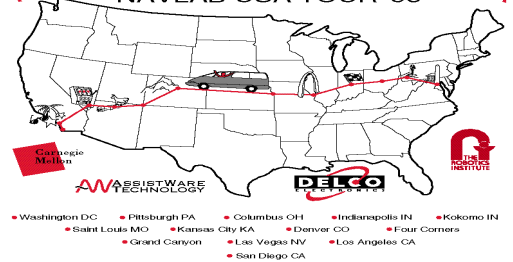 NAVLAB USA TOUR '95
Carnegie
Mellon
AW ASSISTWARE
TECHNOLOGY
DELCO
ELECTRONICS
THE
ROBOTICS
INSTITUTE
• Washington DC • Pittsburgh PA • Columbus OH • Indianapolis IN • Kokomo IN
• Saint Louis MO • Kansas City KA • Denver CO • Four Corners
• Grand Canyon • Las Vegas NV • Los Angeles CA
• San Diego CA